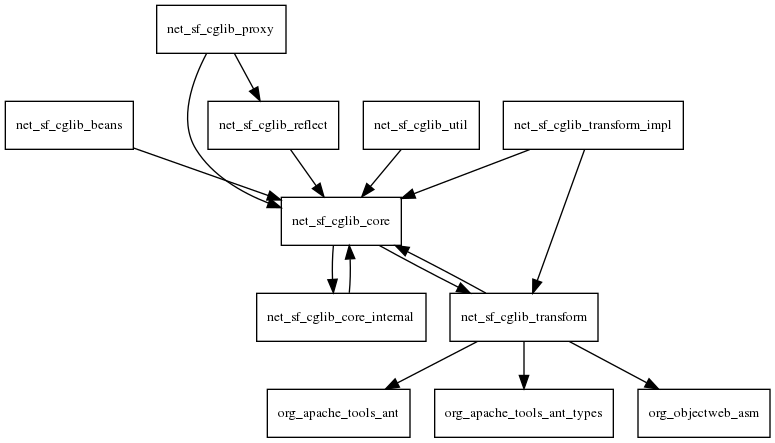 net_sf_cglib_proxy
net_sf_cglib_beans
net_sf_cglib_reflect
net_sf_cglib_util
net_sf_cglib_transform_impl
net_sf_cglib_core
net_sf_cglib_core_internal
net_sf_cglib_transform
org_apache_tools_ant
org_apache_tools_ant_types
org_objectweb_asm